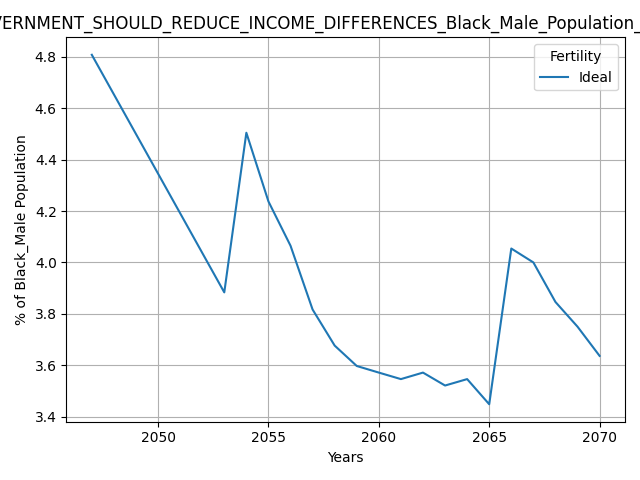 VERNMENT_SHOULD_REDUCE_INCOME_DIFFERENCES_Black_Male_Population_
Fertility
Ideal
4.8
4.6
4.4
4.2
4.0
3.8
3.6
3.4
% of Black_Male Population
2050 2055 2060 2065 2070
Years